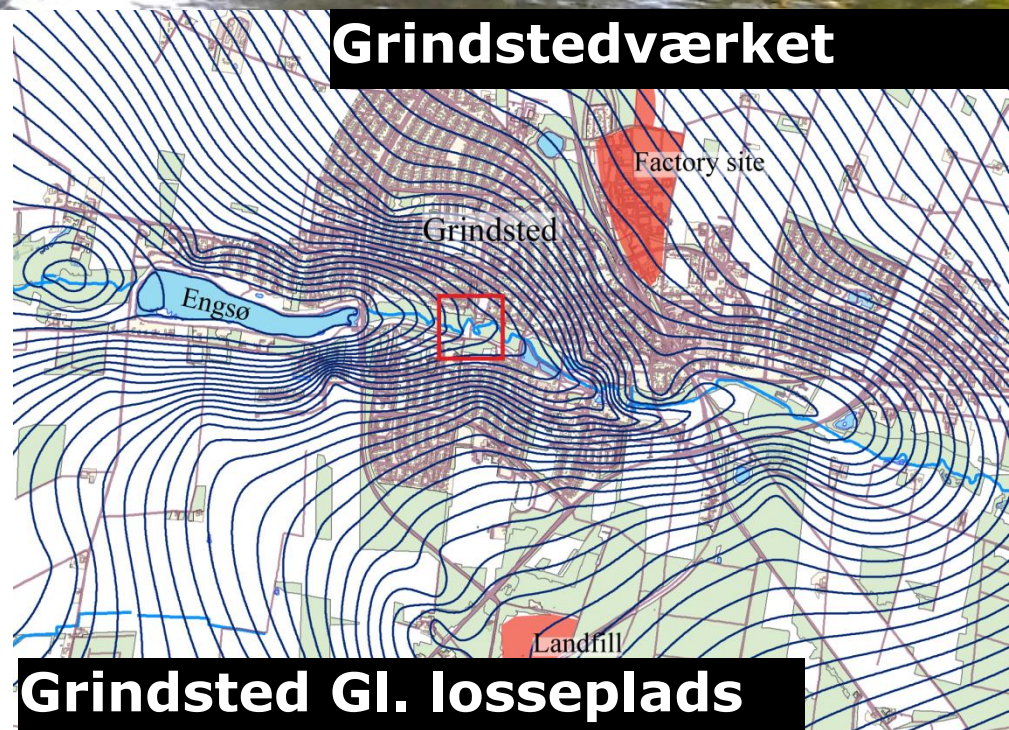 Grindstedværket
Factory site
Grindsted
Engsø
Landfill
Grindsted Gl. losseplads